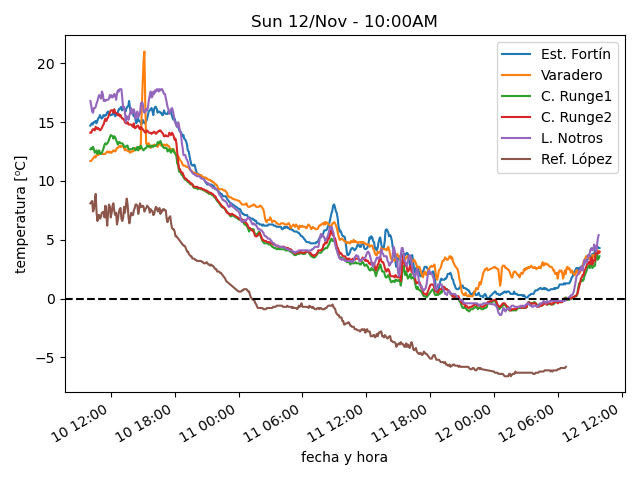 Sun 12/Nov - 10:00AM
Est. Fortín
Varadero
C. Runge1
C. Runge2
L. Notros
Ref. López
temperatura [ºC]
20
15
10
5
0
−5
10 12:00
10 18:00
11 00:00
11 06:00
11 12:00
11 18:00
12 00:00
12 06:00
12 12:00
fecha y hora